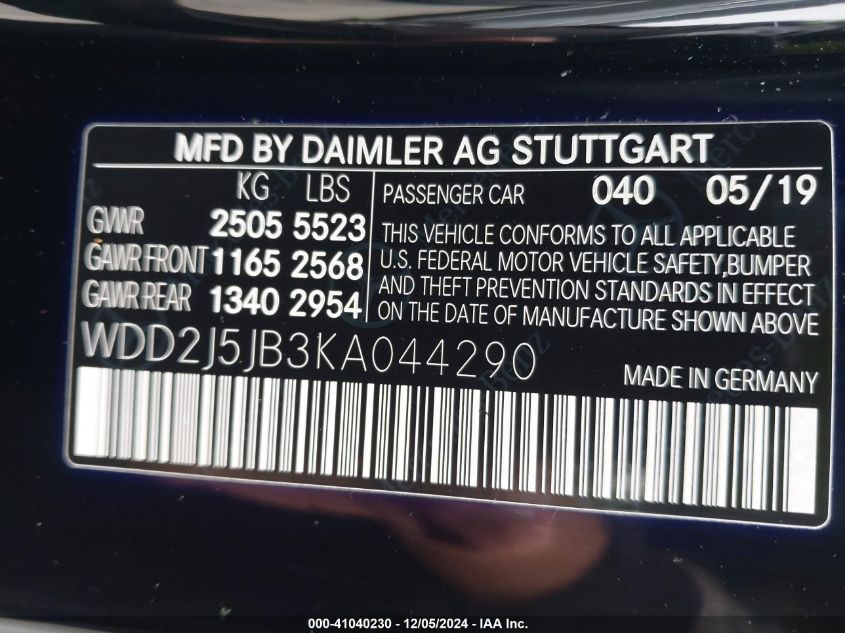 MFD BY DAIMLER AG STUTTGART
KG LBS
GVWR 2505 5523
GAWR FRONT 1165 2568
GAWR REAR 1340 2954
PASSENGER CAR 040 05/19
THIS VEHICLE CONFORMS TO ALL APPLICABLE
U.S. FEDERAL MOTOR VEHICLE SAFETY,BUMPER
AND THEFT PREVENTION STANDARDS IN EFFECT
ON THE DATE OF MANUFACTURE SHOWN ABOVE
WDD2J5JB3KA044290
MADE IN GERMANY
000-41040230 - 12/05/2024 - IAA Inc.